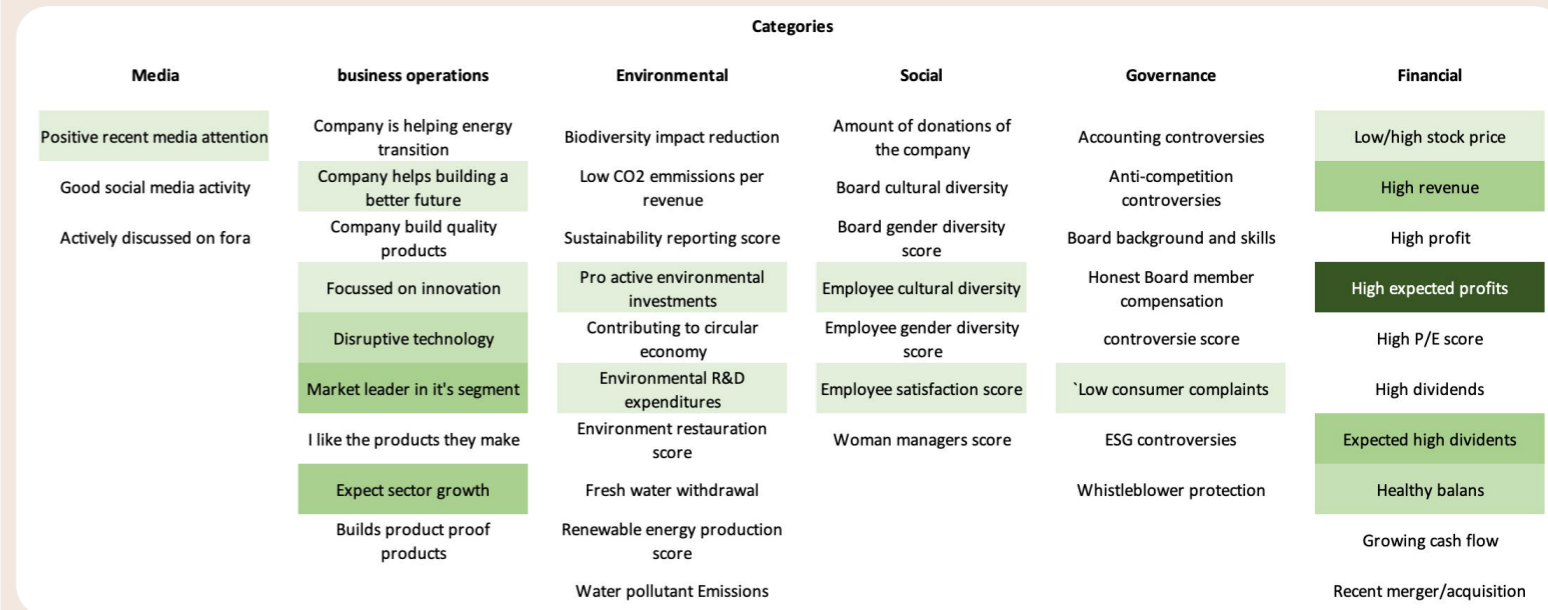 Categories
Media
business operations
Environmental
Social
Governance
Financial
Positive recent media attention
Good social media activity
Actively discussed on fora
Company is helping energy
transition
Company helps building a
better future
Company build quality
products
Focussed on innovation
Disruptive technology
Market leader in it's segment
I like the products they make
Expect sector growth
Builds product proof
products
Biodiversity impact reduction
Low CO2 emmissions per
revenue
Sustainability reporting score
Pro active environmental
investments
Contributing to circular
economy
Environmental R&D
expenditures
Environment restauration
score
Fresh water withdrawal
Renewable energy production
score
Water pollutant Emissions
Amount of donations of
the company
Board cultural diversity
Board gender diversity
score
Employee cultural diversity
Employee gender diversity
score
Employee satisfaction score
Woman managers score
Accounting controversies
Anti-competition
controversies
Board background and skills
Honest Board member
compensation
controversie score
`Low consumer complaints
ESG controversies
Whistleblower protection
Low/high stock price
High revenue
High profit
High expected profits
High P/E score
High dividends
Expected high dividents
Healthy balans
Growing cash flow
Recent merger/acquisition